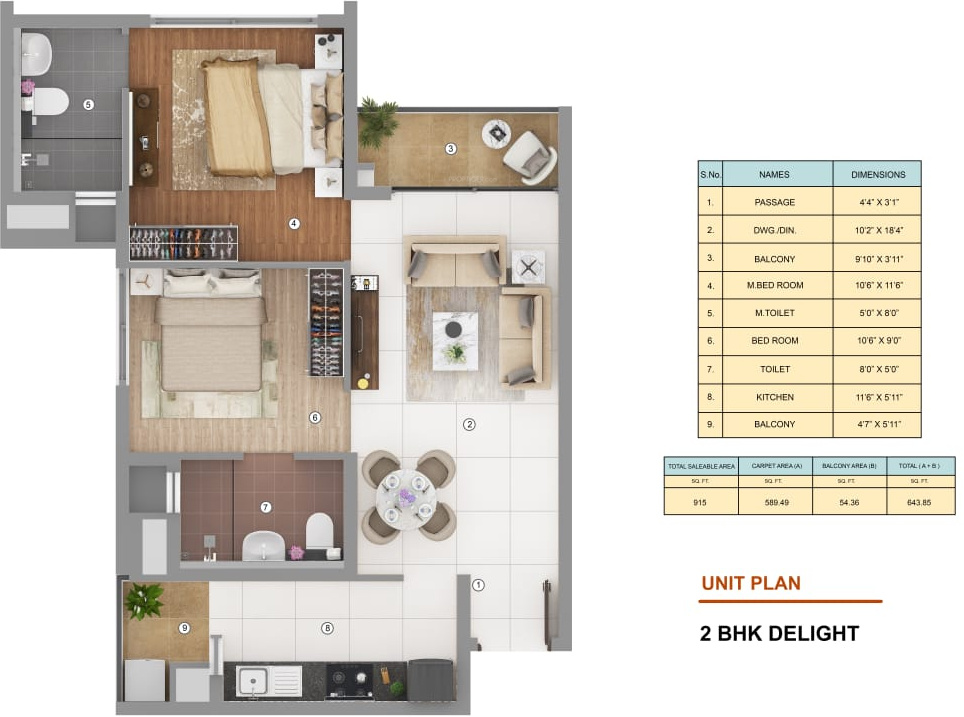 5
3
4
6
2
7
1
9
8
S.No. NAMES DIMENSIONS
1. PASSAGE 4'4" X 3'1"
2. DWG./DIN. 10'2" X 18'4"
3. BALCONY 9'10" X 3'11"
4. M.BED ROOM 10'6" X 11'6"
5. M.TOILET 5'0" X 8'0"
6. BED ROOM 10'6" X 9'0"
7. TOILET 8'0" X 5'0"
8. KITCHEN 11'6" X 5'11"
9. BALCONY 4'7" X 5'11"
TOTAL SALEABLE AREA CARPET AREA (A) BALCONY AREA (B) TOTAL ( A + B )
SQ. FT. SQ. FT. SQ. FT. SQ. FT.
915 589.49 54.36 643.85
UNIT PLAN
2 BHK DELIGHT